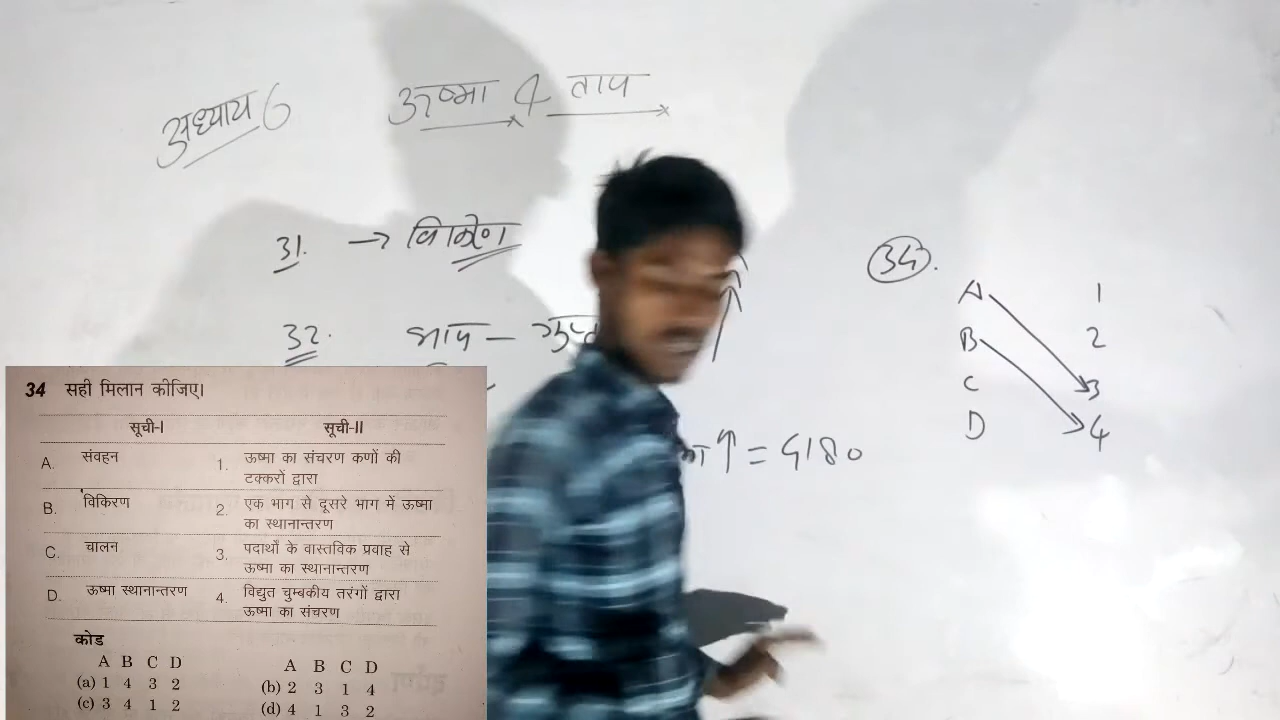 अध्याय 6
ऊष्मा & ताप
31. → विकिरण
32. भाप – गुप्त
↑ = 4180
34.
A 1
B 2
C 3
D 4
34 सही मिलान कीजिए।
सूची-I सूची-II
A. संवहन 1. ऊष्मा का संचरण कणों की
टक्करों द्वारा
B. विकिरण 2. एक भाग से दूसरे भाग में ऊष्मा
का स्थानान्तरण
C. चालन 3. पदार्थों के वास्तविक प्रवाह से
ऊष्मा का स्थानान्तरण
D. ऊष्मा स्थानान्तरण 4. विद्युत चुम्बकीय तरंगों द्वारा
ऊष्मा का संचरण
कोड
A B C D A B C D
(a) 1 4 3 2 (b) 2 3 1 4
(c) 3 4 1 2 (d) 4 1 3 2